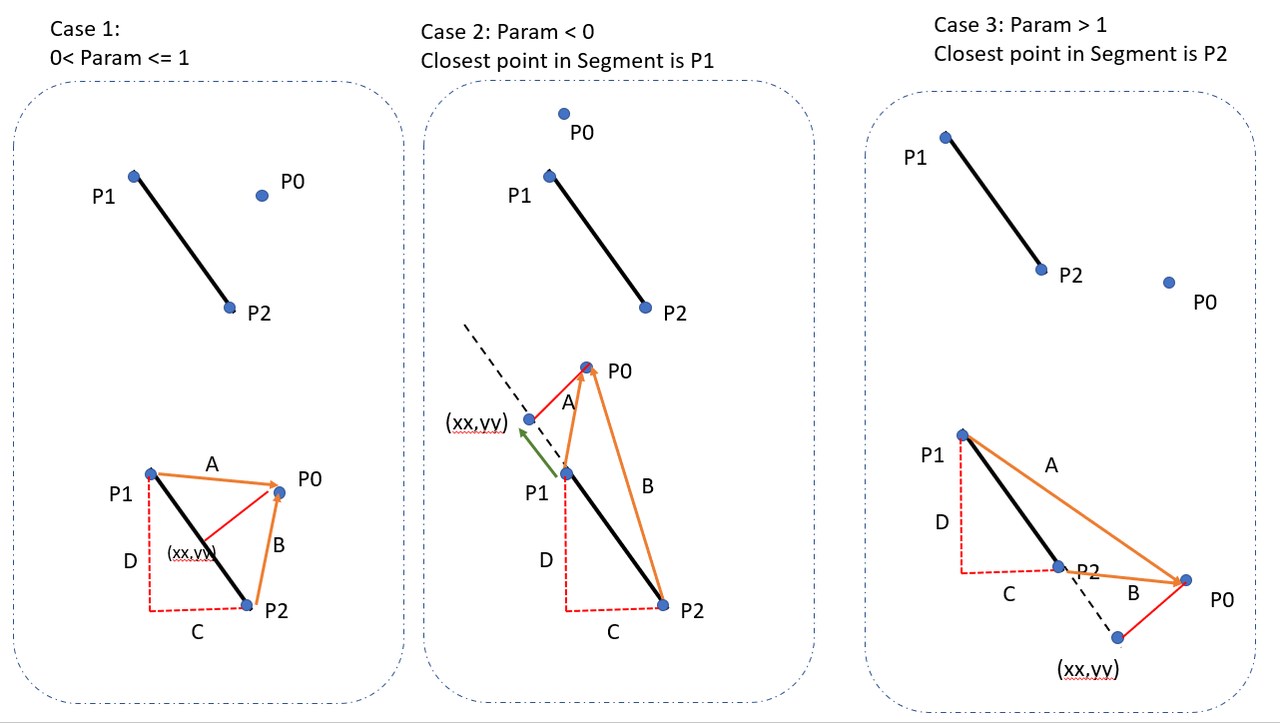 Case 1:
0< Param <= 1
P1
P0
P2
A
P0
P1
B
D
(xx,yy)
P2
C
Case 2: Param < 0
Closest point in Segment is P1
P0
P1
P2
P0
A
(xx,yy)
B
P1
D
P2
C
Case 3: Param > 1
Closest point in Segment is P2
P1
P2
P0
P1
A
D
P2
C
B
P0
(xx,yy)